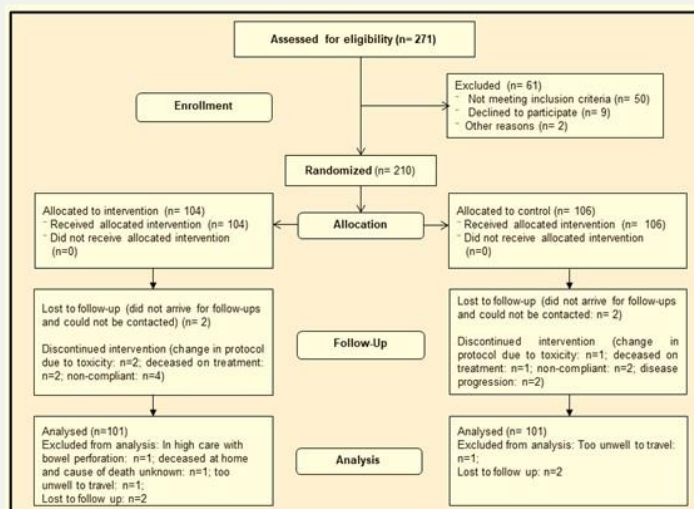 Assessed for eligibility (n= 271)
Excluded (n= 61)
¨ Not meeting inclusion criteria (n= 50)
¨ Declined to participate (n= 9)
¨ Other reasons (n= 2)
Enrollment
Randomized (n= 210)
Allocated to intervention (n= 104)
¨ Received allocated intervention (n= 104)
¨ Did not receive allocated intervention
(n=0)
Allocation
Allocated to control (n= 106)
¨ Received allocated intervention (n= 106)
¨ Did not receive allocated intervention
(n=0)
Lost to follow-up (did not arrive for follow-ups
and could not be contacted) (n= 2)
Discontinued intervention (change in protocol
due to toxicity: n=2; deceased on treatment:
n=2; non-compliant: n=4)
Follow-Up
Lost to follow-up (did not arrive for follow-ups
and could not be contacted: n= 2)
Discontinued intervention (change in
protocol due to toxicity: n=1; deceased on
treatment: n=1; non-compliant: n=2; disease
progression: n=2)
Analysed (n=101)
Excluded from analysis: In high care with
bowel perforation: n=1; deceased at home
and cause of death unknown: n=1; too
unwell to travel: n=1;
Lost to follow up: n=2
Analysis
Analysed (n= 101)
Excluded from analysis: Too unwell to travel:
n=1;
Lost to follow up: n=2